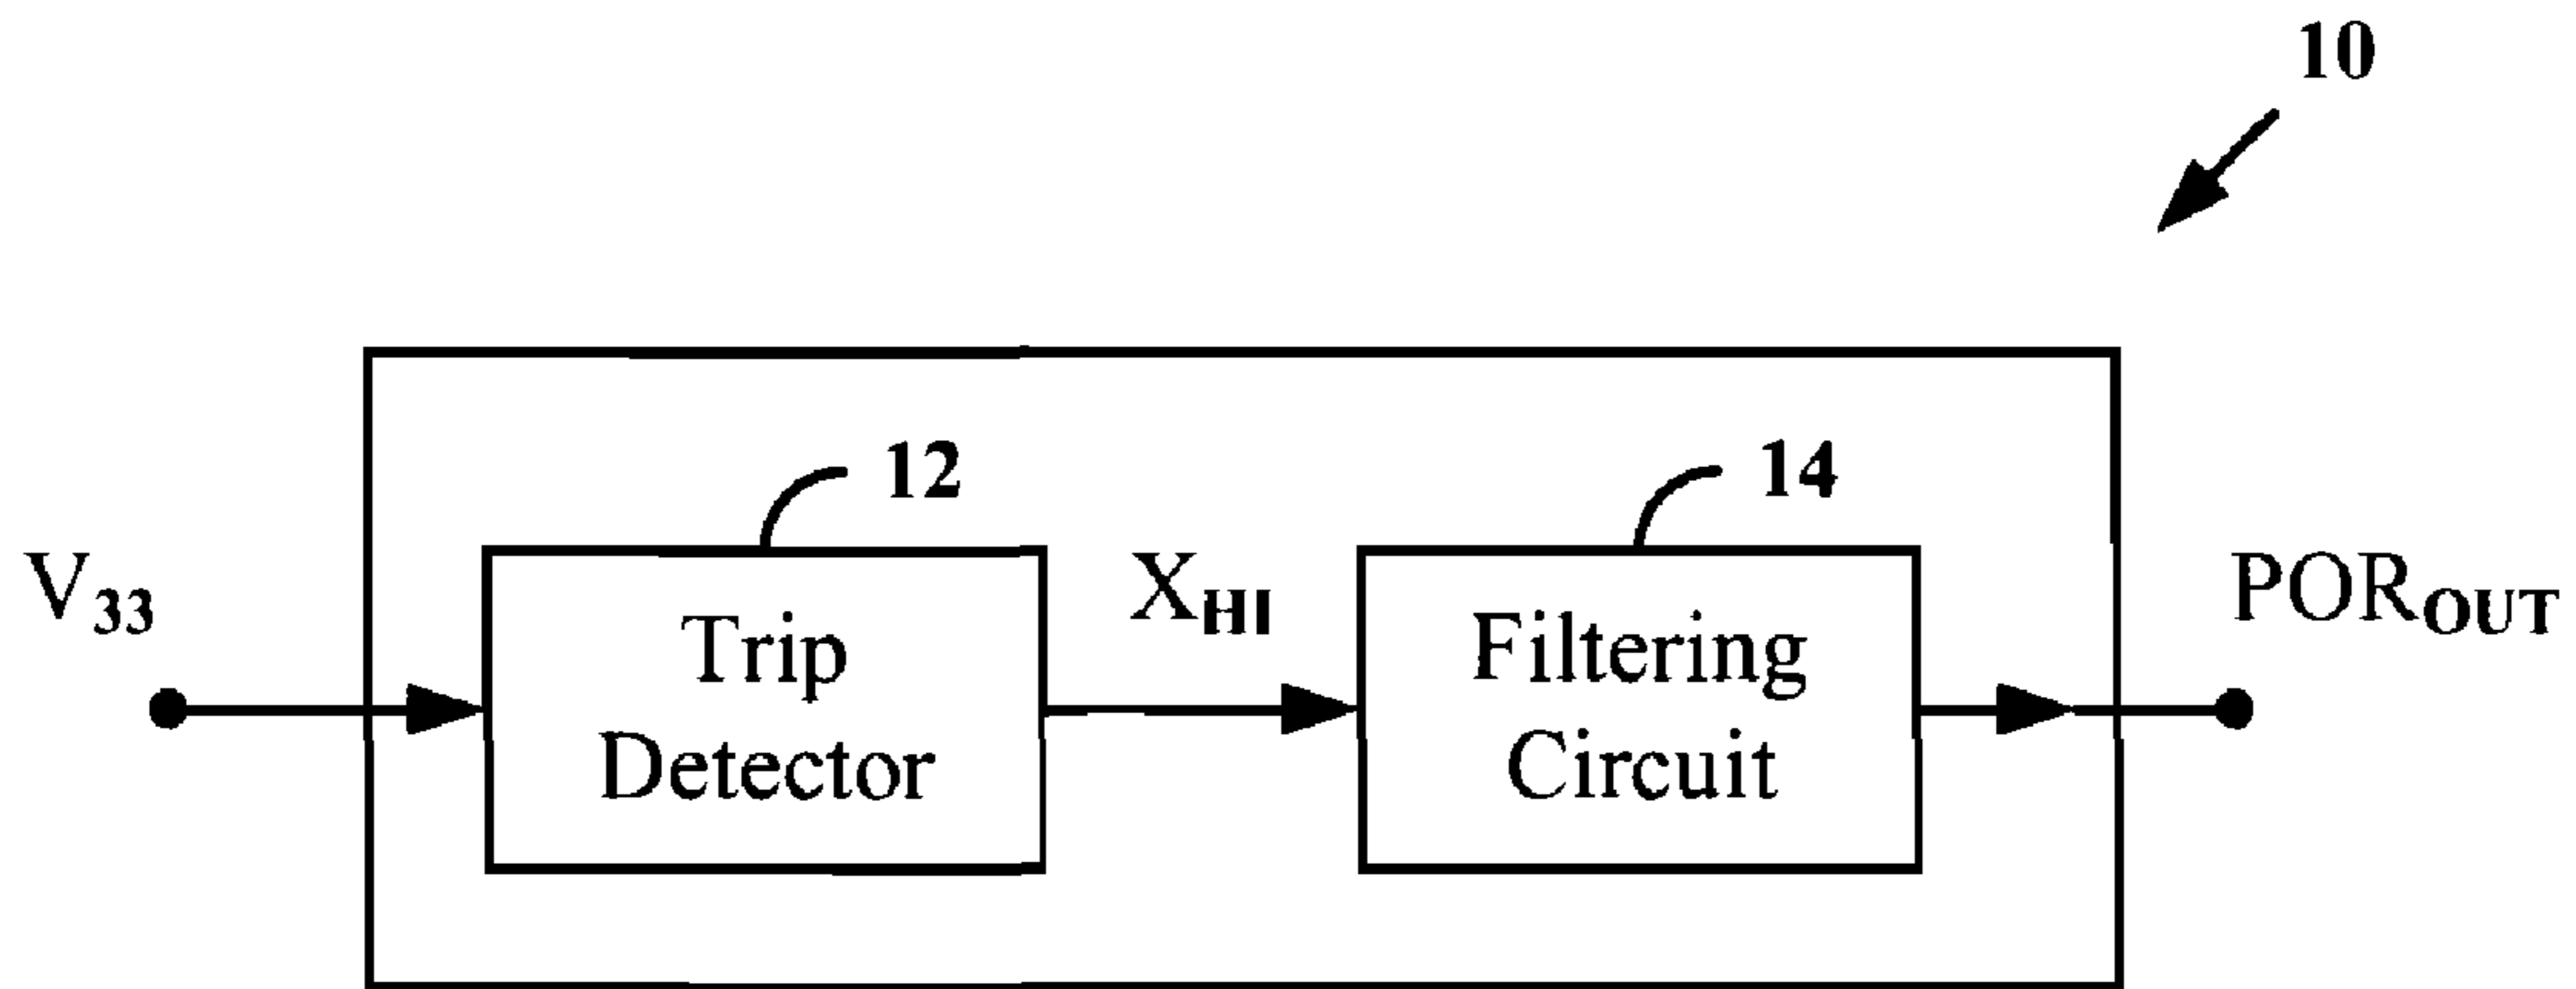 10
12
14
V33
XHI
POROUT
Trip
Detector
Filtering
Circuit